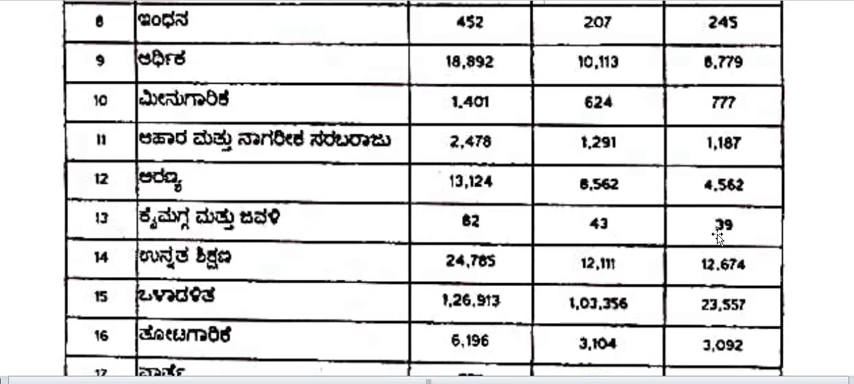 8 ಇಂಧನ 452 207 245
9 ಆರ್ಥಿಕ 18,892 10,113 8,779
10 ಮೀನುಗಾರಿಕೆ 1,401 624 777
11 ಆಹಾರ ಮತ್ತು ನಾಗರೀಕ ಸರಬರಾಜು 2,478 1,291 1,187
12 ಅರಣ್ಯ 13,124 8,562 4,562
13 ಕೈಮಗ್ಗ ಮತ್ತು ಜವಳಿ 82 43 39
14 ಉನ್ನತ ಶಿಕ್ಷಣ 24,785 12,111 12,674
15 ಒಳಾಡಳಿತ 1,26,913 1,03,356 23,557
16 ತೋಟಗಾರಿಕೆ 6,196 3,104 3,092
17 ವಾರ್ತೆ